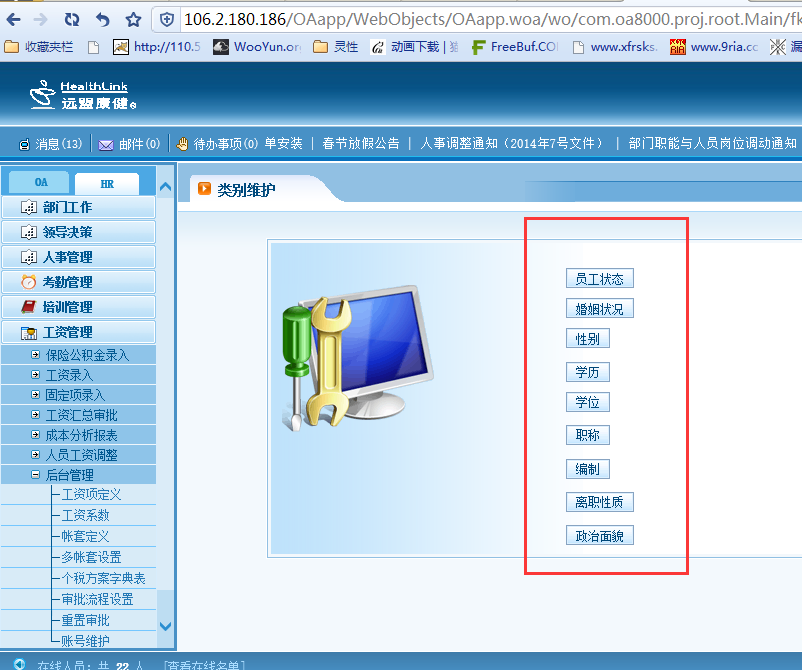 106.2.180.186/OAapp/WebObjects/OAapp.woa/wo/com.oa8000.proj.root.Main/fk
收藏夹栏 http://110.5 WooYun.or 灵性 动画下载 | FreeBuf.CO www.xfrsks. www.9ria.cc 漏
HealthLink
远盟康健
消息(13) 邮件(0) 待办事项(0) 单安装 | 春节放假公告 | 人事调整通知（2014年7号文件） | 部门职能与人员岗位调动通知
OA HR
类别维护
部门工作
领导决策
人事管理
考勤管理
培训管理
工资管理
保险公积金录入
工资录入
固定项录入
工资汇总审批
成本分析报表
人员工资调整
后台管理
工资项定义
工资系数
帐套定义
多帐套设置
个税方案字典表
审批流程设置
重置审批
账号维护
员工状态
婚姻状况
性别
学历
学位
职称
编制
离职性质
政治面貌
在线人员: 共 22 人 [查看在线名单]